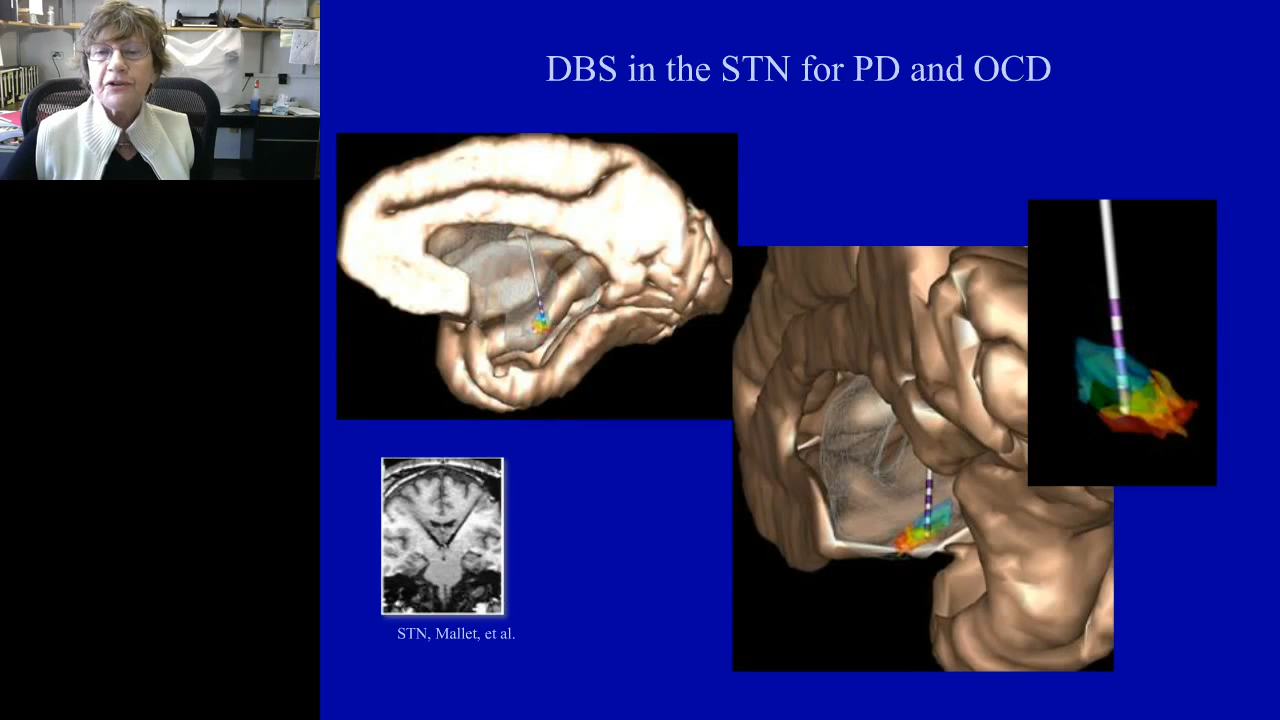 DBS in the STN for PD and OCD
STN, Mallet, et al.